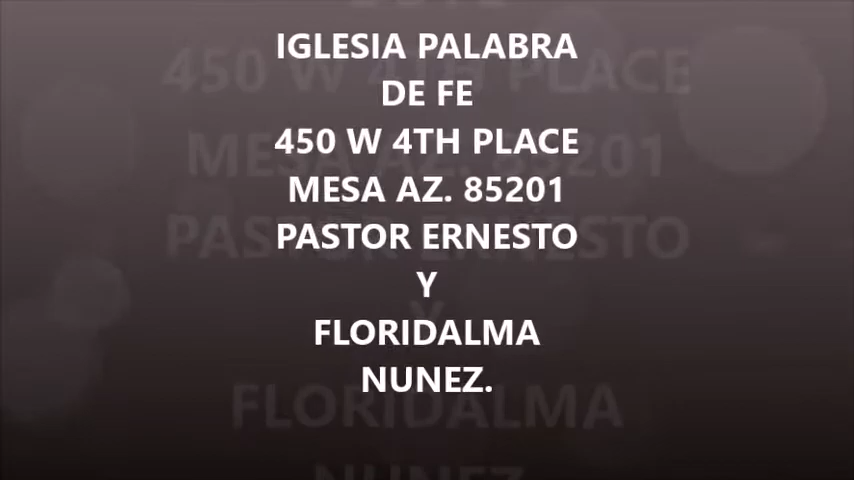 IGLESIA PALABRA
DE FE
450 W 4TH PLACE
MESA AZ. 85201
PASTOR ERNESTO
Y
FLORIDALMA
NUNEZ.